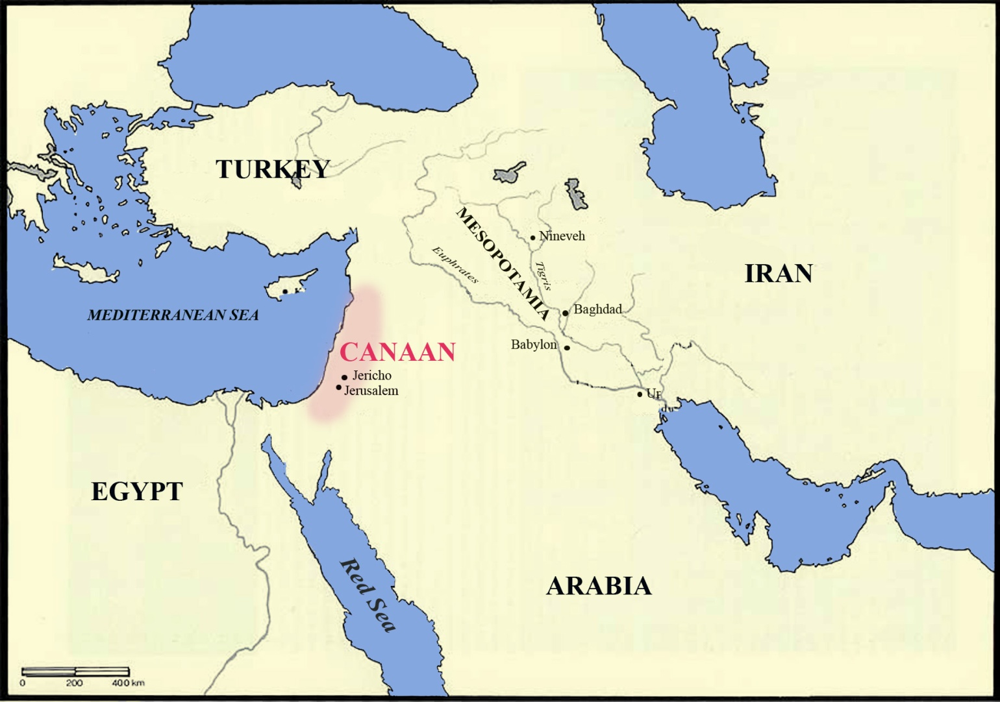 TURKEY
MESOPOTAMIA
Nineveh
Euphrates
Tigris
IRAN
MEDITERRANEAN SEA
Baghdad
CANAAN
Babylon
Jericho
Jerusalem
Ur
EGYPT
Red Sea
ARABIA
0 200 400 km